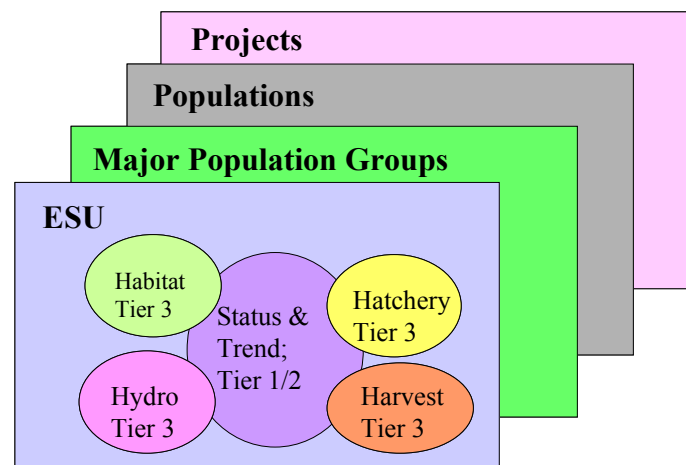 Projects
Populations
Major Population Groups
ESU
Habitat
Tier 3
Status &
Trend;
Tier 1/2
Hatchery
Tier 3
Hydro
Tier 3
Harvest
Tier 3